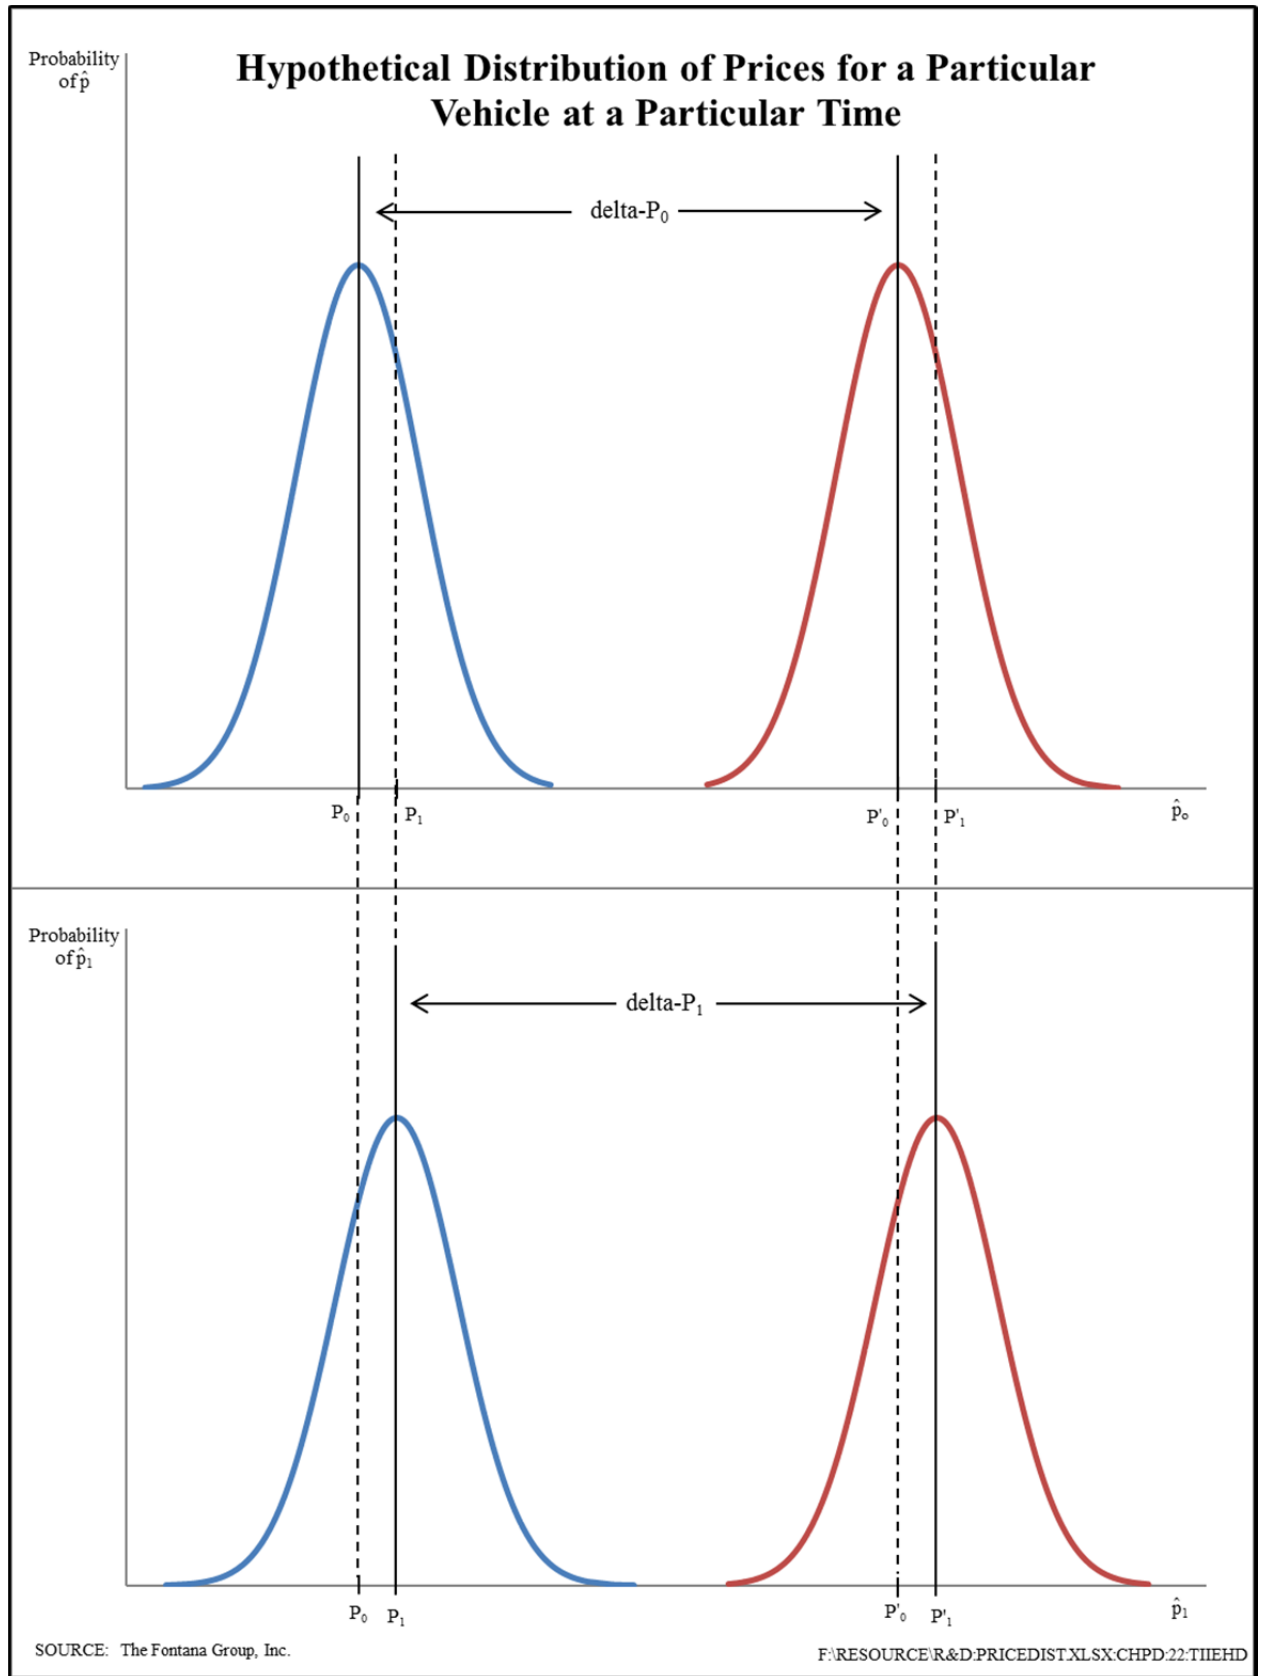 Probability
of p̂
Hypothetical Distribution of Prices for a Particular
Vehicle at a Particular Time
delta-P₀
P₀
P₁
P'₀
P'₁
p̂ₒ
Probability
of p̂₁
delta-P₁
P₀
P₁
P'₀
P'₁
p̂₁
SOURCE: The Fontana Group, Inc.
F:\RESOURCE\R&D:PRICEDIST.XLSX:CHPD:22:TIIEHD